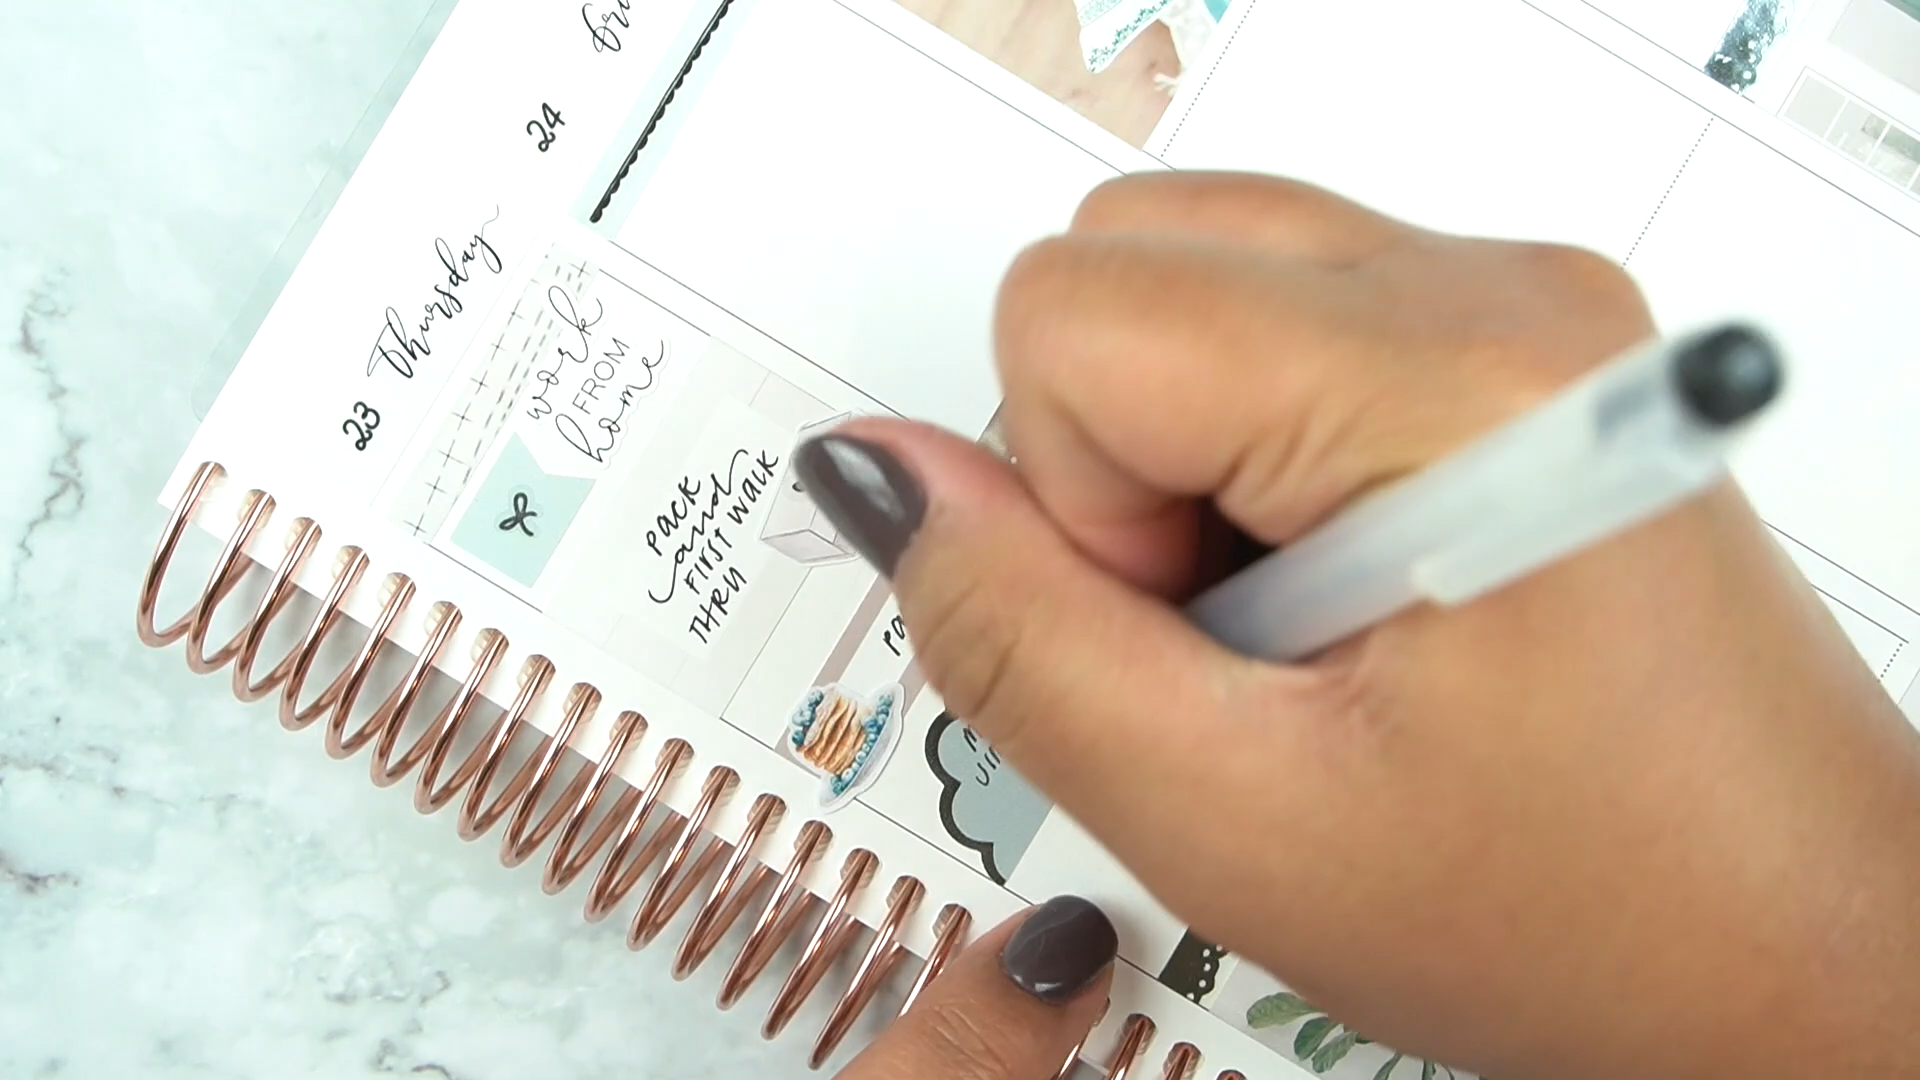 23 Thursday
24
work
FROM
home
PACK
and
FIRST WALK
THRU